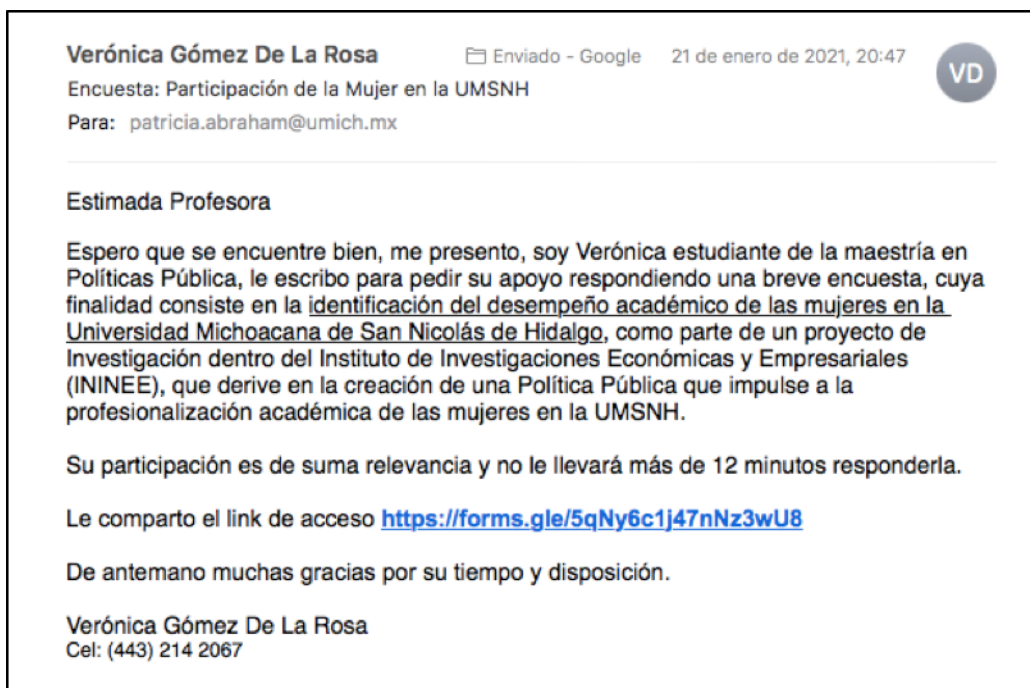 Verónica Gómez De La Rosa Enviado - Google 21 de enero de 2021, 20:47
VD
Encuesta: Participación de la Mujer en la UMSNH
Para: patricia.abraham@umich.mx
Estimada Profesora
Espero que se encuentre bien, me presento, soy Verónica estudiante de la maestría en
Políticas Pública, le escribo para pedir su apoyo respondiendo una breve encuesta, cuya
finalidad consiste en la identificación del desempeño académico de las mujeres en la
Universidad Michoacana de San Nicolás de Hidalgo, como parte de un proyecto de
Investigación dentro del Instituto de Investigaciones Económicas y Empresariales
(ININEE), que derive en la creación de una Política Pública que impulse a la
profesionalización académica de las mujeres en la UMSNH.
Su participación es de suma relevancia y no le llevará más de 12 minutos responderla.
Le comparto el link de acceso https://forms.gle/5qNy6c1j47nNz3wU8
De antemano muchas gracias por su tiempo y disposición.
Verónica Gómez De La Rosa
Cel: (443) 214 2067